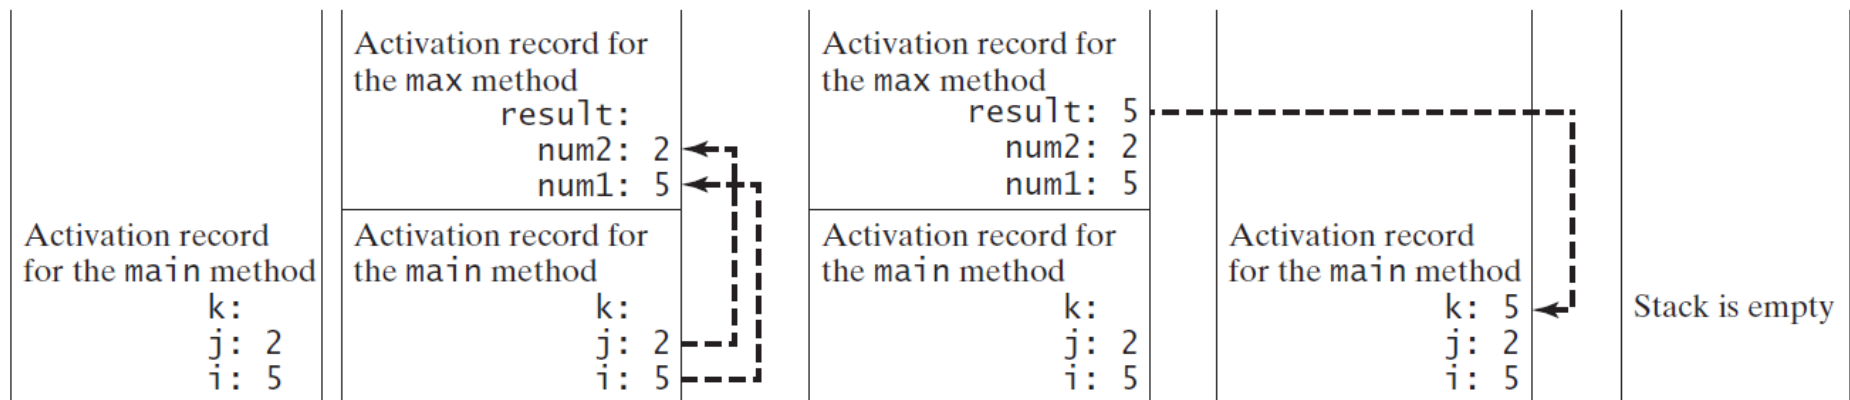 Activation record
for the main method
k:
j: 2
i: 5
Activation record for
the max method
result:
num2: 2
num1: 5
Activation record for
the main method
k:
j: 2
i: 5
Activation record for
the max method
result: 5
num2: 2
num1: 5
Activation record for
the main method
k:
j: 2
i: 5
Activation record
for the main method
k: 5
j: 2
i: 5
Stack is empty